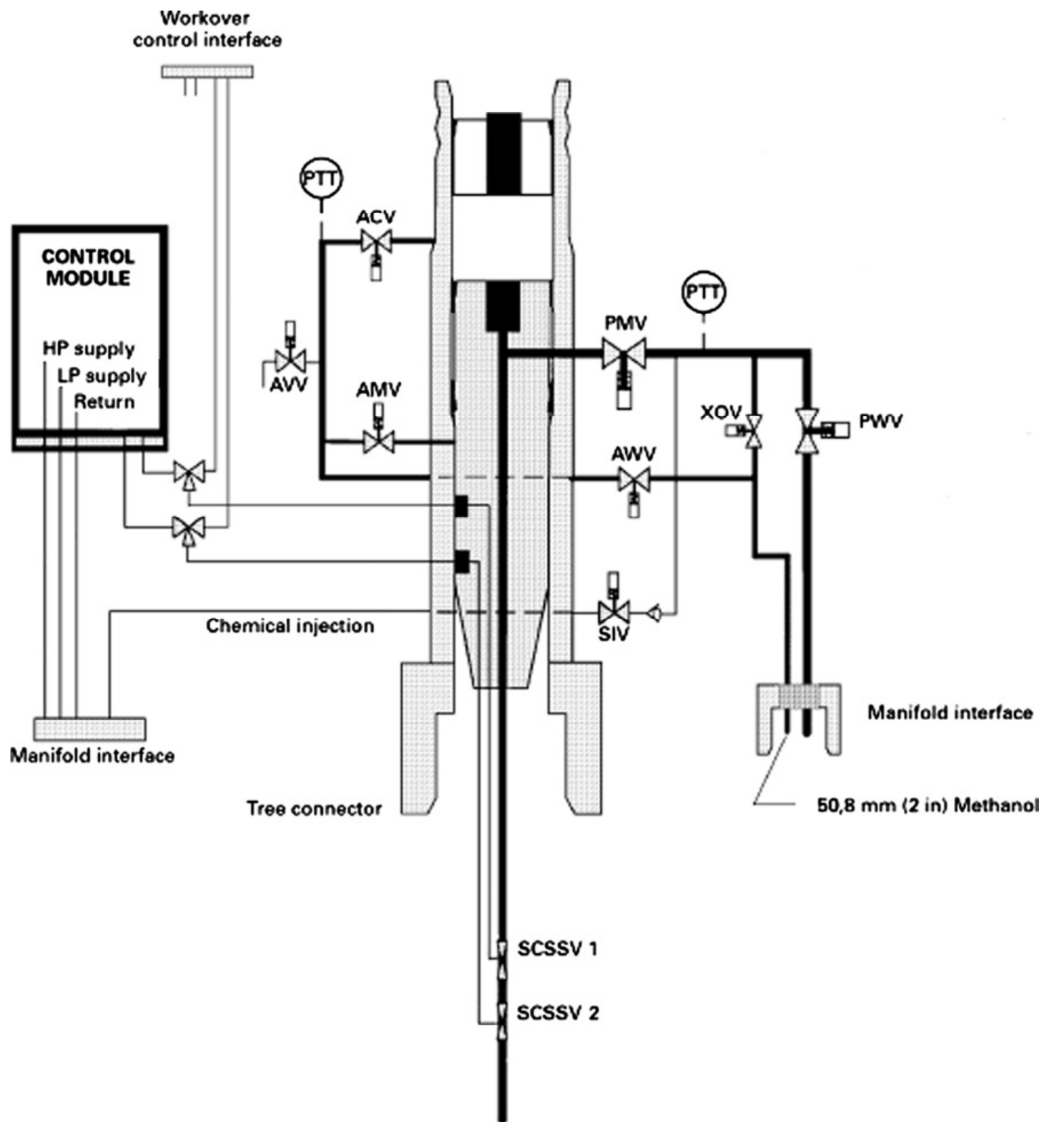 Workover
control interface
PTT
ACV
CONTROL
MODULE
HP supply
LP supply
Return
AVV
AMV
PTT
PMV
XOV
PWV
AWV
SIV
Chemical injection
Manifold interface
Manifold interface
Tree connector
50,8 mm (2 in) Methanol
SCSSV 1
SCSSV 2